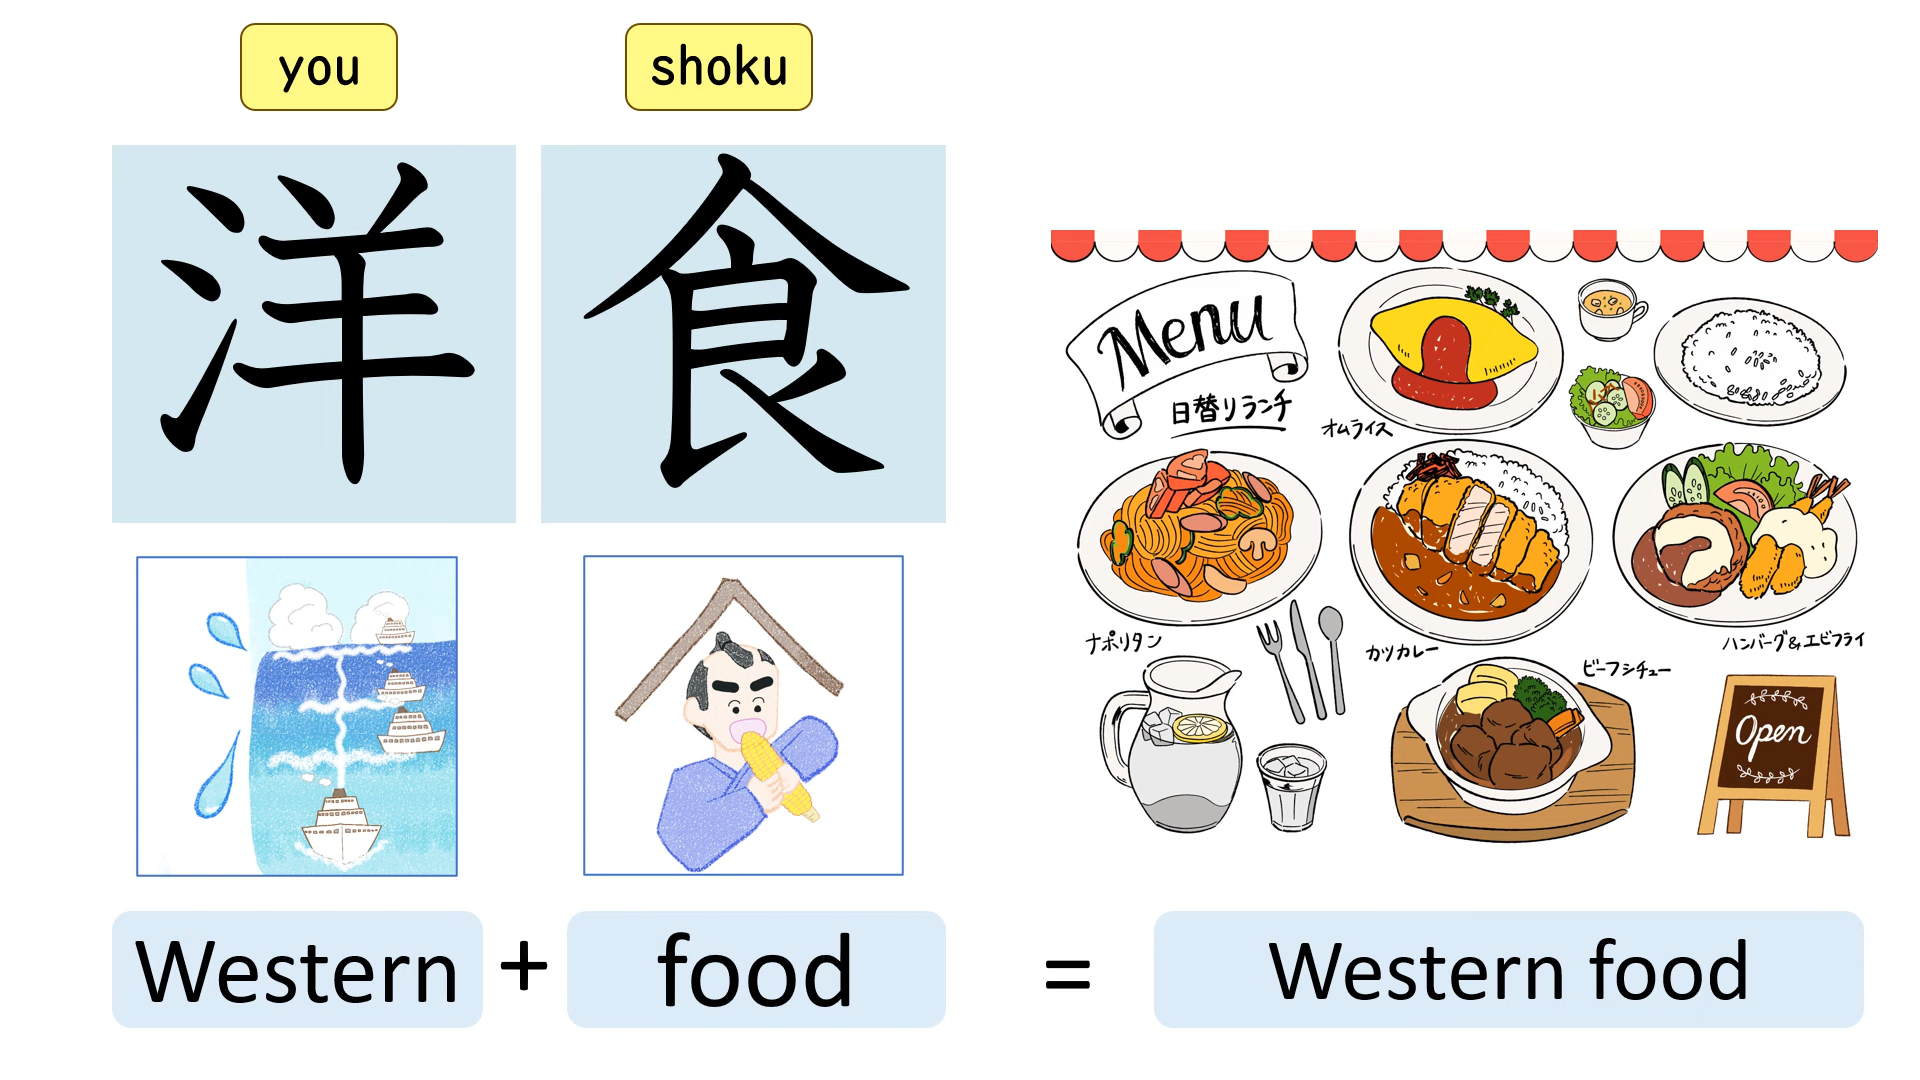 you
shoku
洋食
Menu
日替りランチ
オムライス
ナポリタン
カツカレー
ハンバーグ&エビフライ
ビーフシチュー
Open
Western + food = Western food